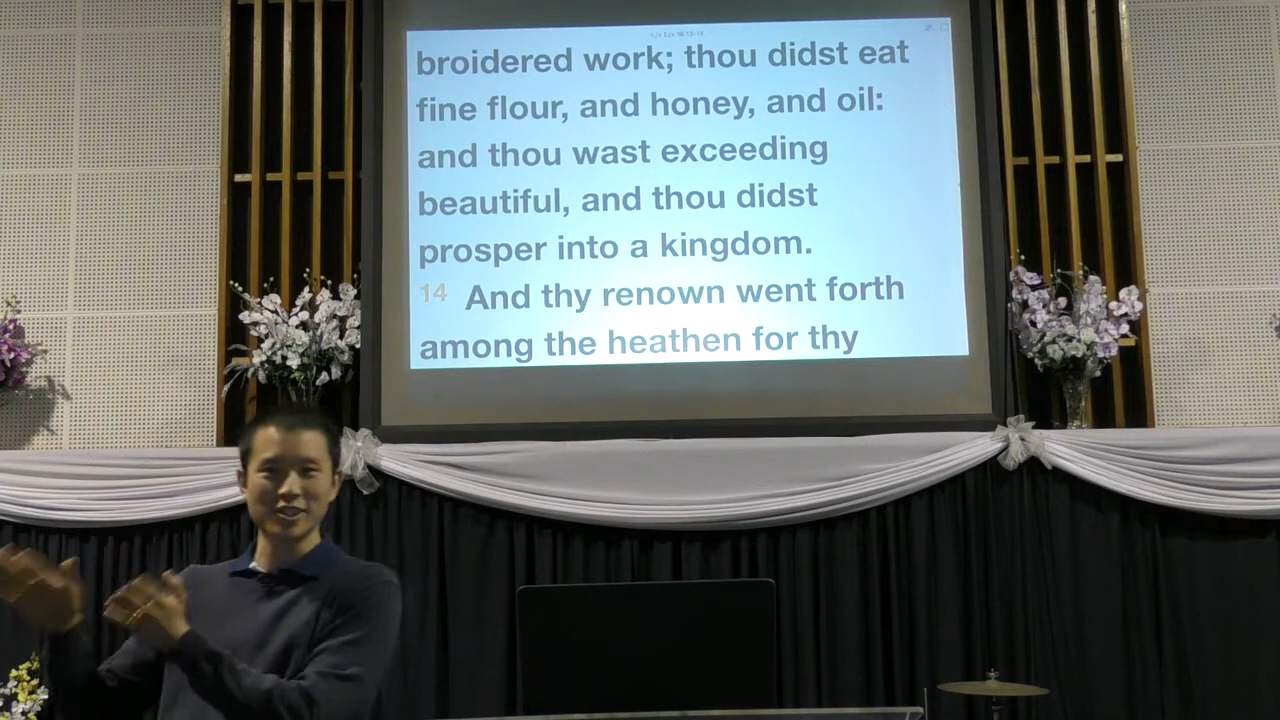 broidered work; thou didst eat
fine flour, and honey, and oil:
and thou wast exceeding
beautiful, and thou didst
prosper into a kingdom.
14 And thy renown went forth
among the heathen for thy